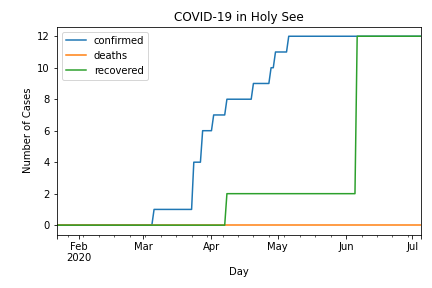 COVID-19 in Holy See
confirmed
deaths
recovered
Number of Cases
12
10
8
6
4
2
0
Feb
2020
Mar
Apr
May
Jun
Jul
Day